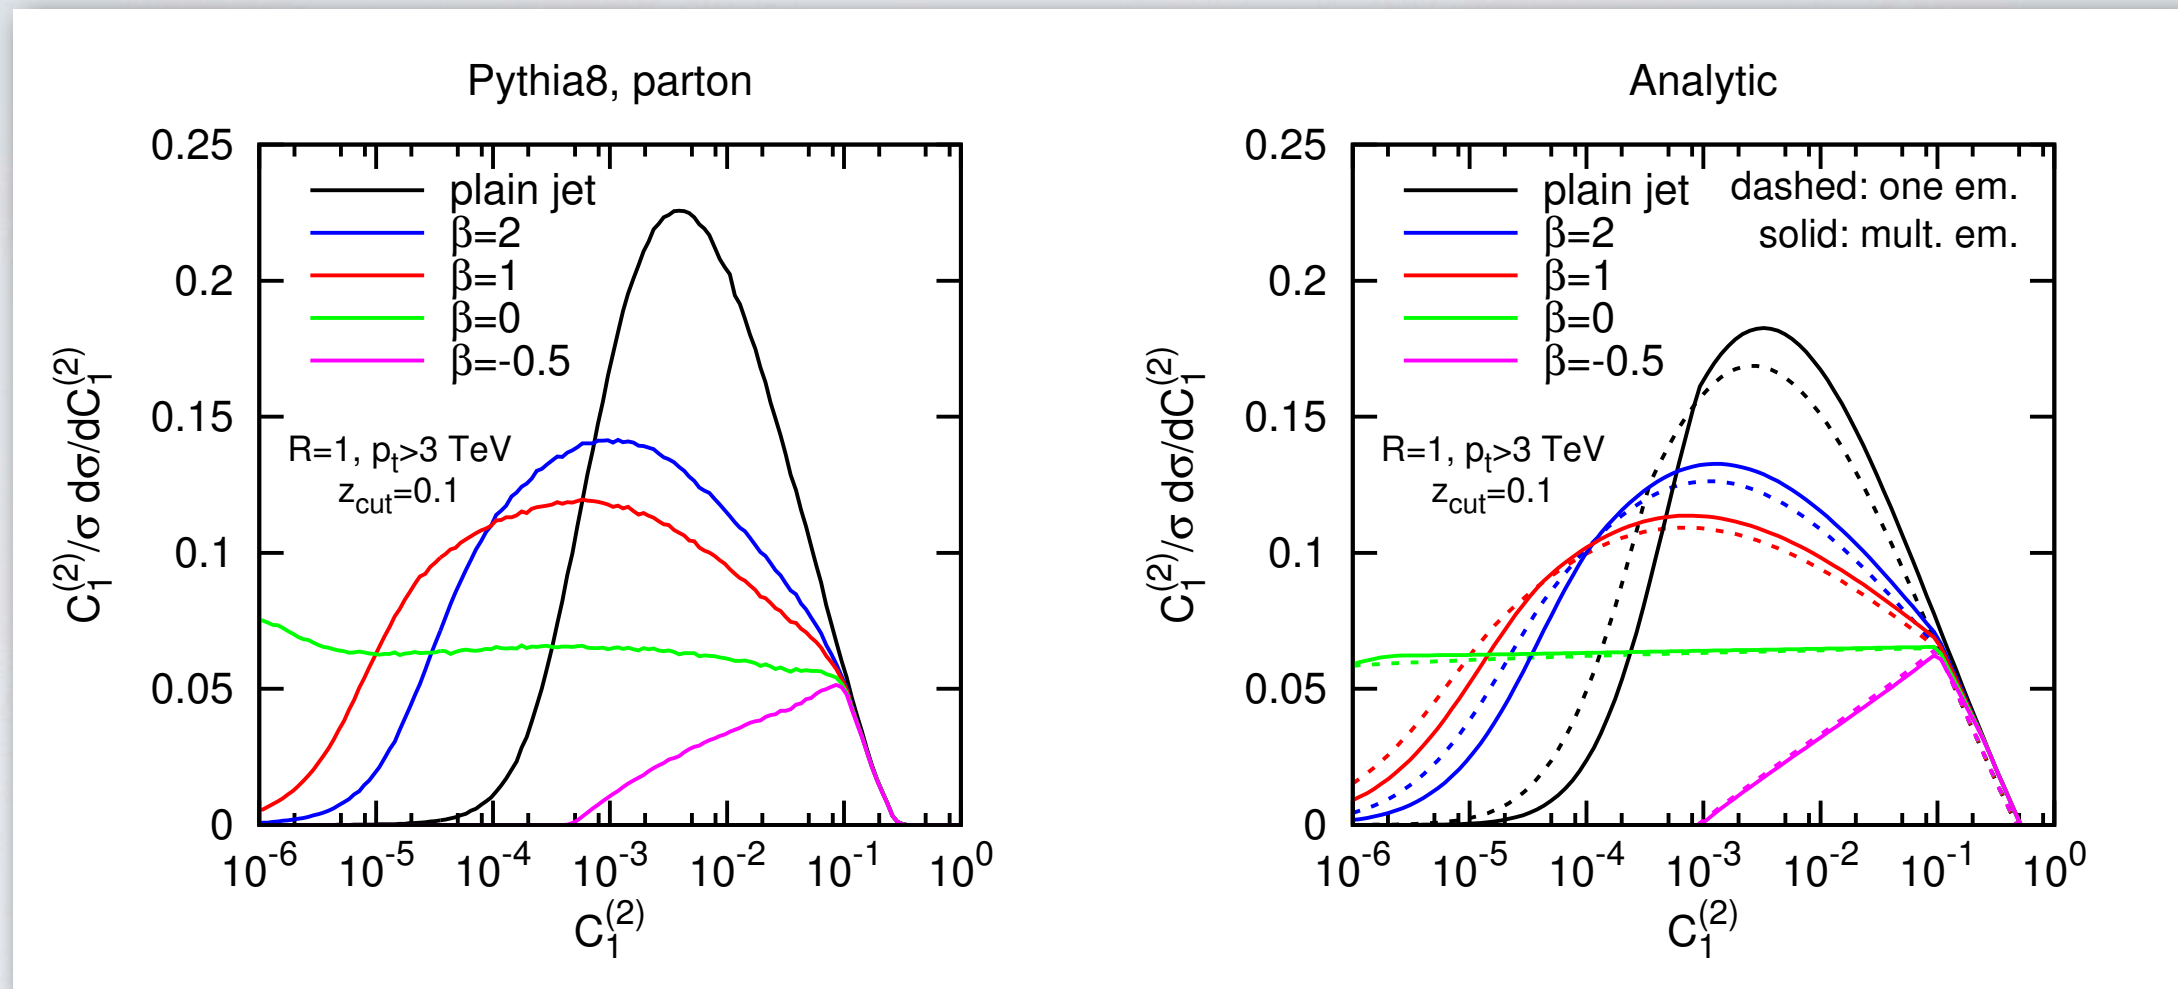 Pythia8, parton
0.25
0.2
0.15
0.1
0.05
0
plain jet
β=2
β=1
β=0
β=-0.5
R=1, pt>3 TeV
zcut=0.1
C1(2)/σ dσ/dC1(2)
10-6 10-5 10-4 10-3 10-2 10-1 100
C1(2)
Analytic
0.25
0.2
0.15
0.1
0.05
0
plain jet
β=2
β=1
β=0
β=-0.5
dashed: one em.
solid: mult. em.
R=1, pt>3 TeV
zcut=0.1
C1(2)/σ dσ/dC1(2)
10-6 10-5 10-4 10-3 10-2 10-1 100
C1(2)